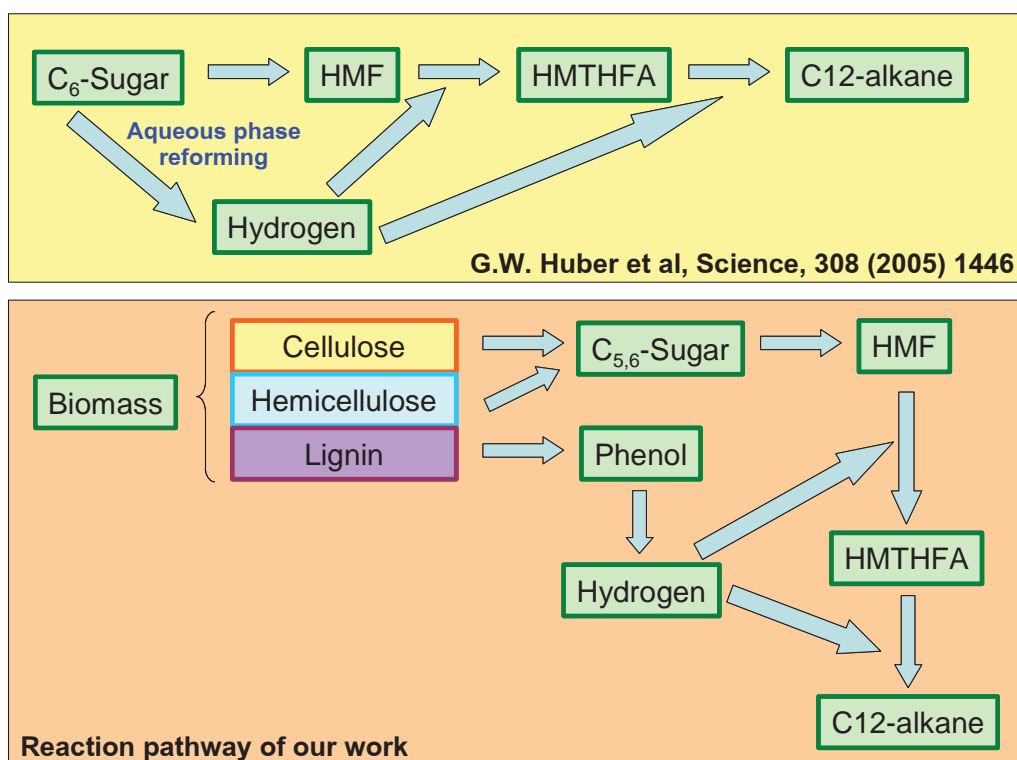 C₆-Sugar
HMF
HMTHFA
C12-alkane
Aqueous phase
reforming
Hydrogen
G.W. Huber et al, Science, 308 (2005) 1446
Biomass
Cellulose
Hemicellulose
Lignin
C₅,₆-Sugar
HMF
Phenol
Hydrogen
HMTHFA
C12-alkane
Reaction pathway of our work